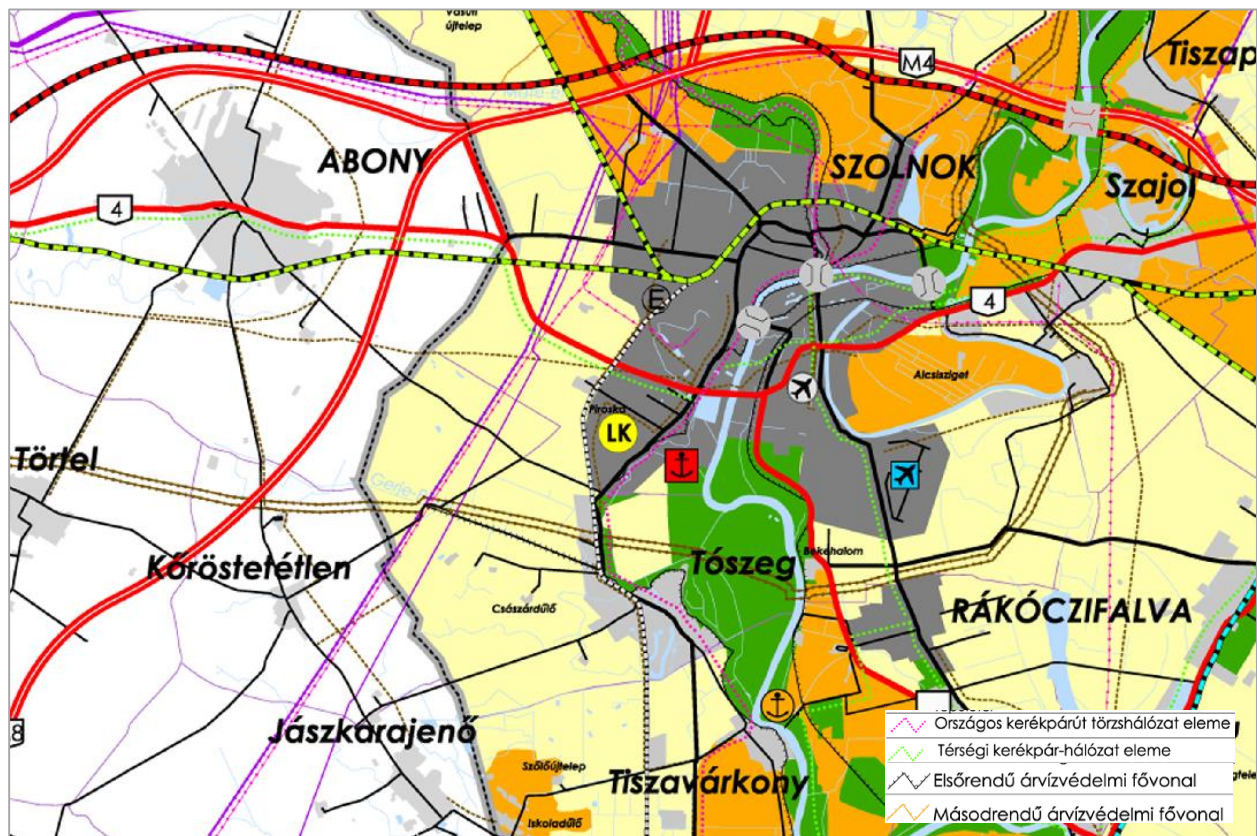 Vasúti
újtelep
M4
Tiszap
ABONY
SZOLNOK
Szajol
4
E
4
Alcsisziget
Piroska
LK
Törtel
Gerje-
Kőröstetétlen
Császárdűlő
Tószeg
Békehalom
RÁKÓCZIFALVA
8
Jászkarajenő
Szőlőújtelep
Iskoladűlő
Tiszavárkony
Országos kerékpárút törzshálózat eleme
Térségi kerékpár-hálózat eleme
Elsőrendű árvízvédelmi fővonal
Másodrendű árvízvédelmi fővonal